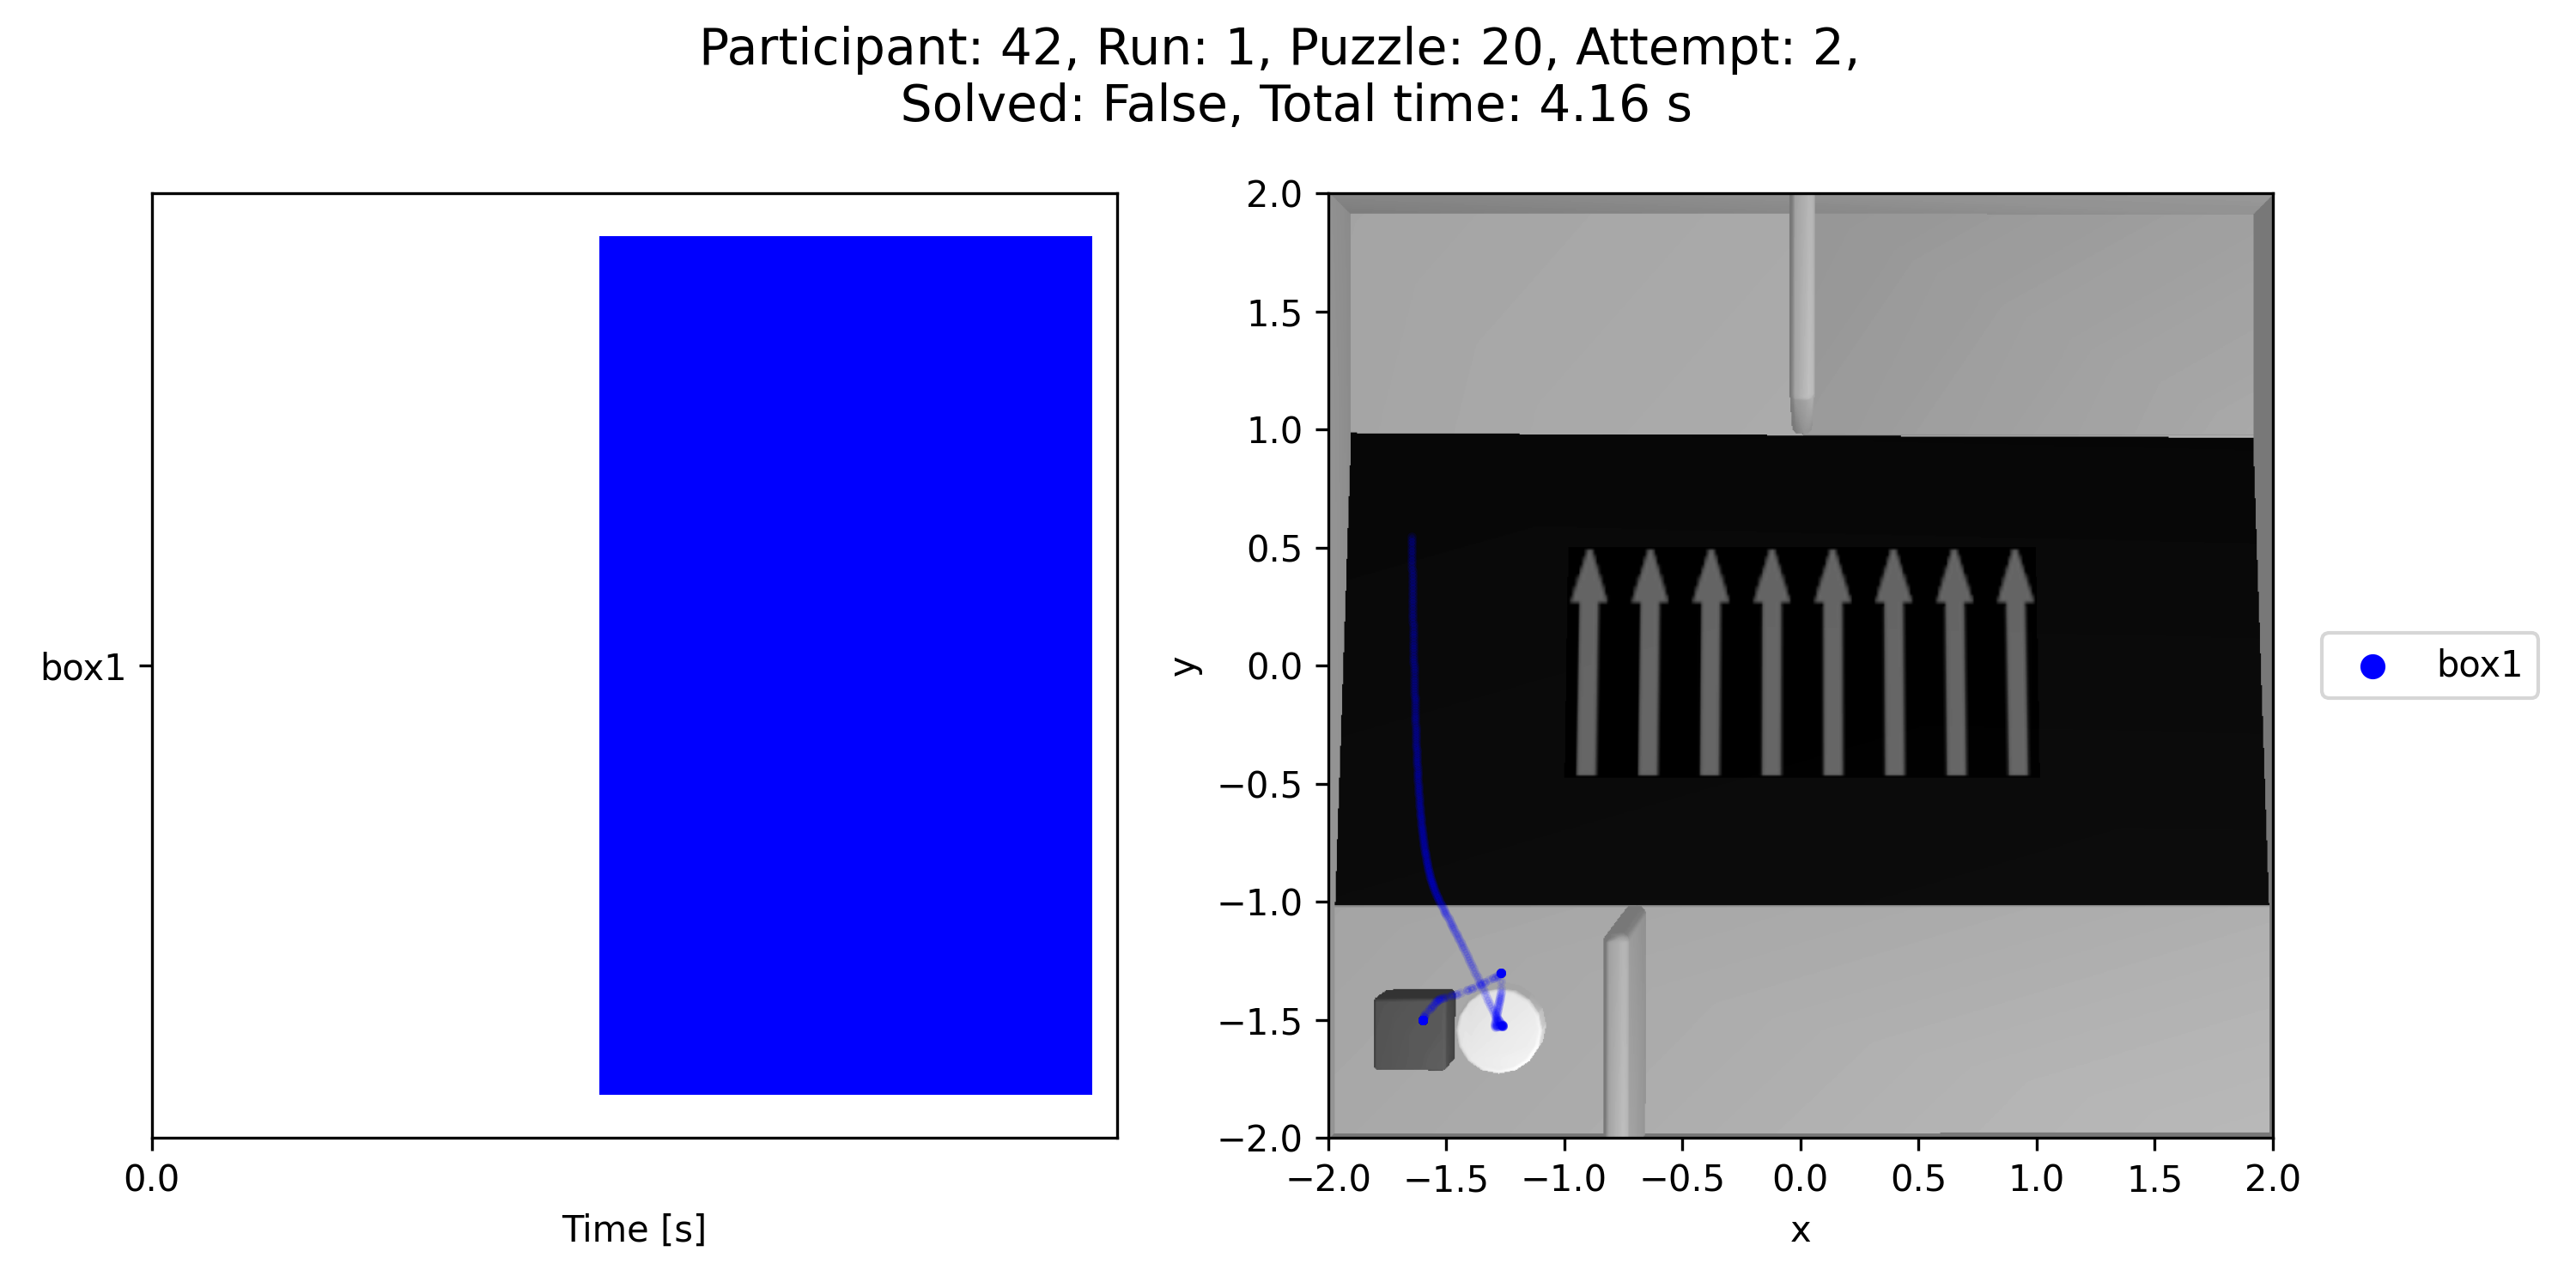 Participant: 42, Run: 1, Puzzle: 20, Attempt: 2,
Solved: False, Total time: 4.16 s
box1
0.0
Time [s]
2.0
1.5
1.0
0.5
0.0
−0.5
−1.0
−1.5
−2.0
y
−2.0 −1.5 −1.0 −0.5 0.0 0.5 1.0 1.5 2.0
x
box1